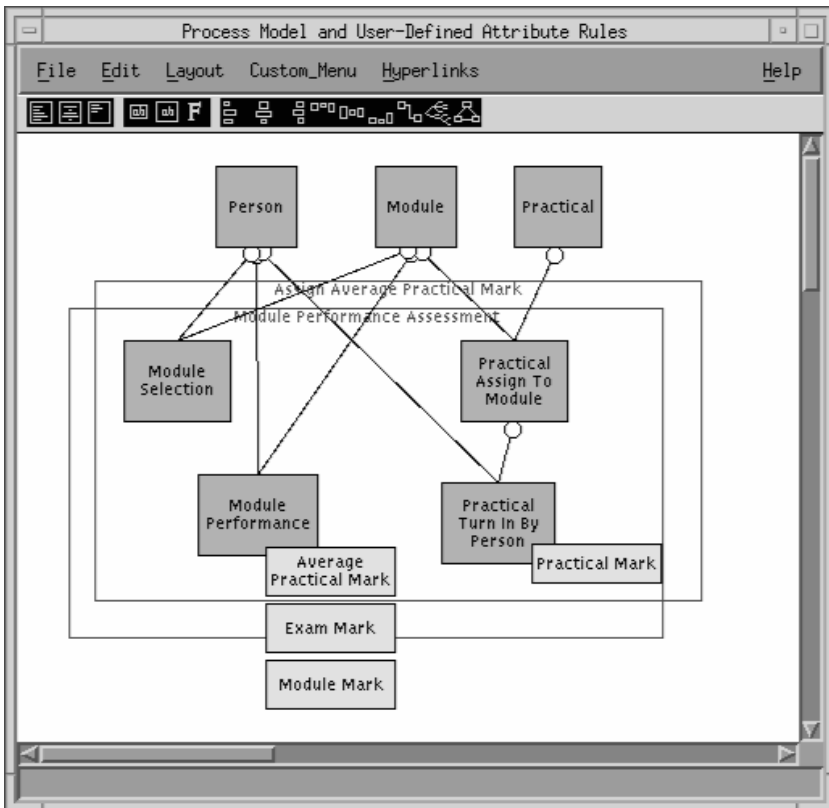 Process Model and User-Defined Attribute Rules
File Edit Layout Custom_Menu Hyperlinks Help
ab ab F
Person
Module
Practical
Assign Average Practical Mark
Module Performance Assessment
Module
Selection
Practical
Assign To
Module
Module
Performance
Practical
Turn In By
Person
Average
Practical Mark
Practical Mark
Exam Mark
Module Mark